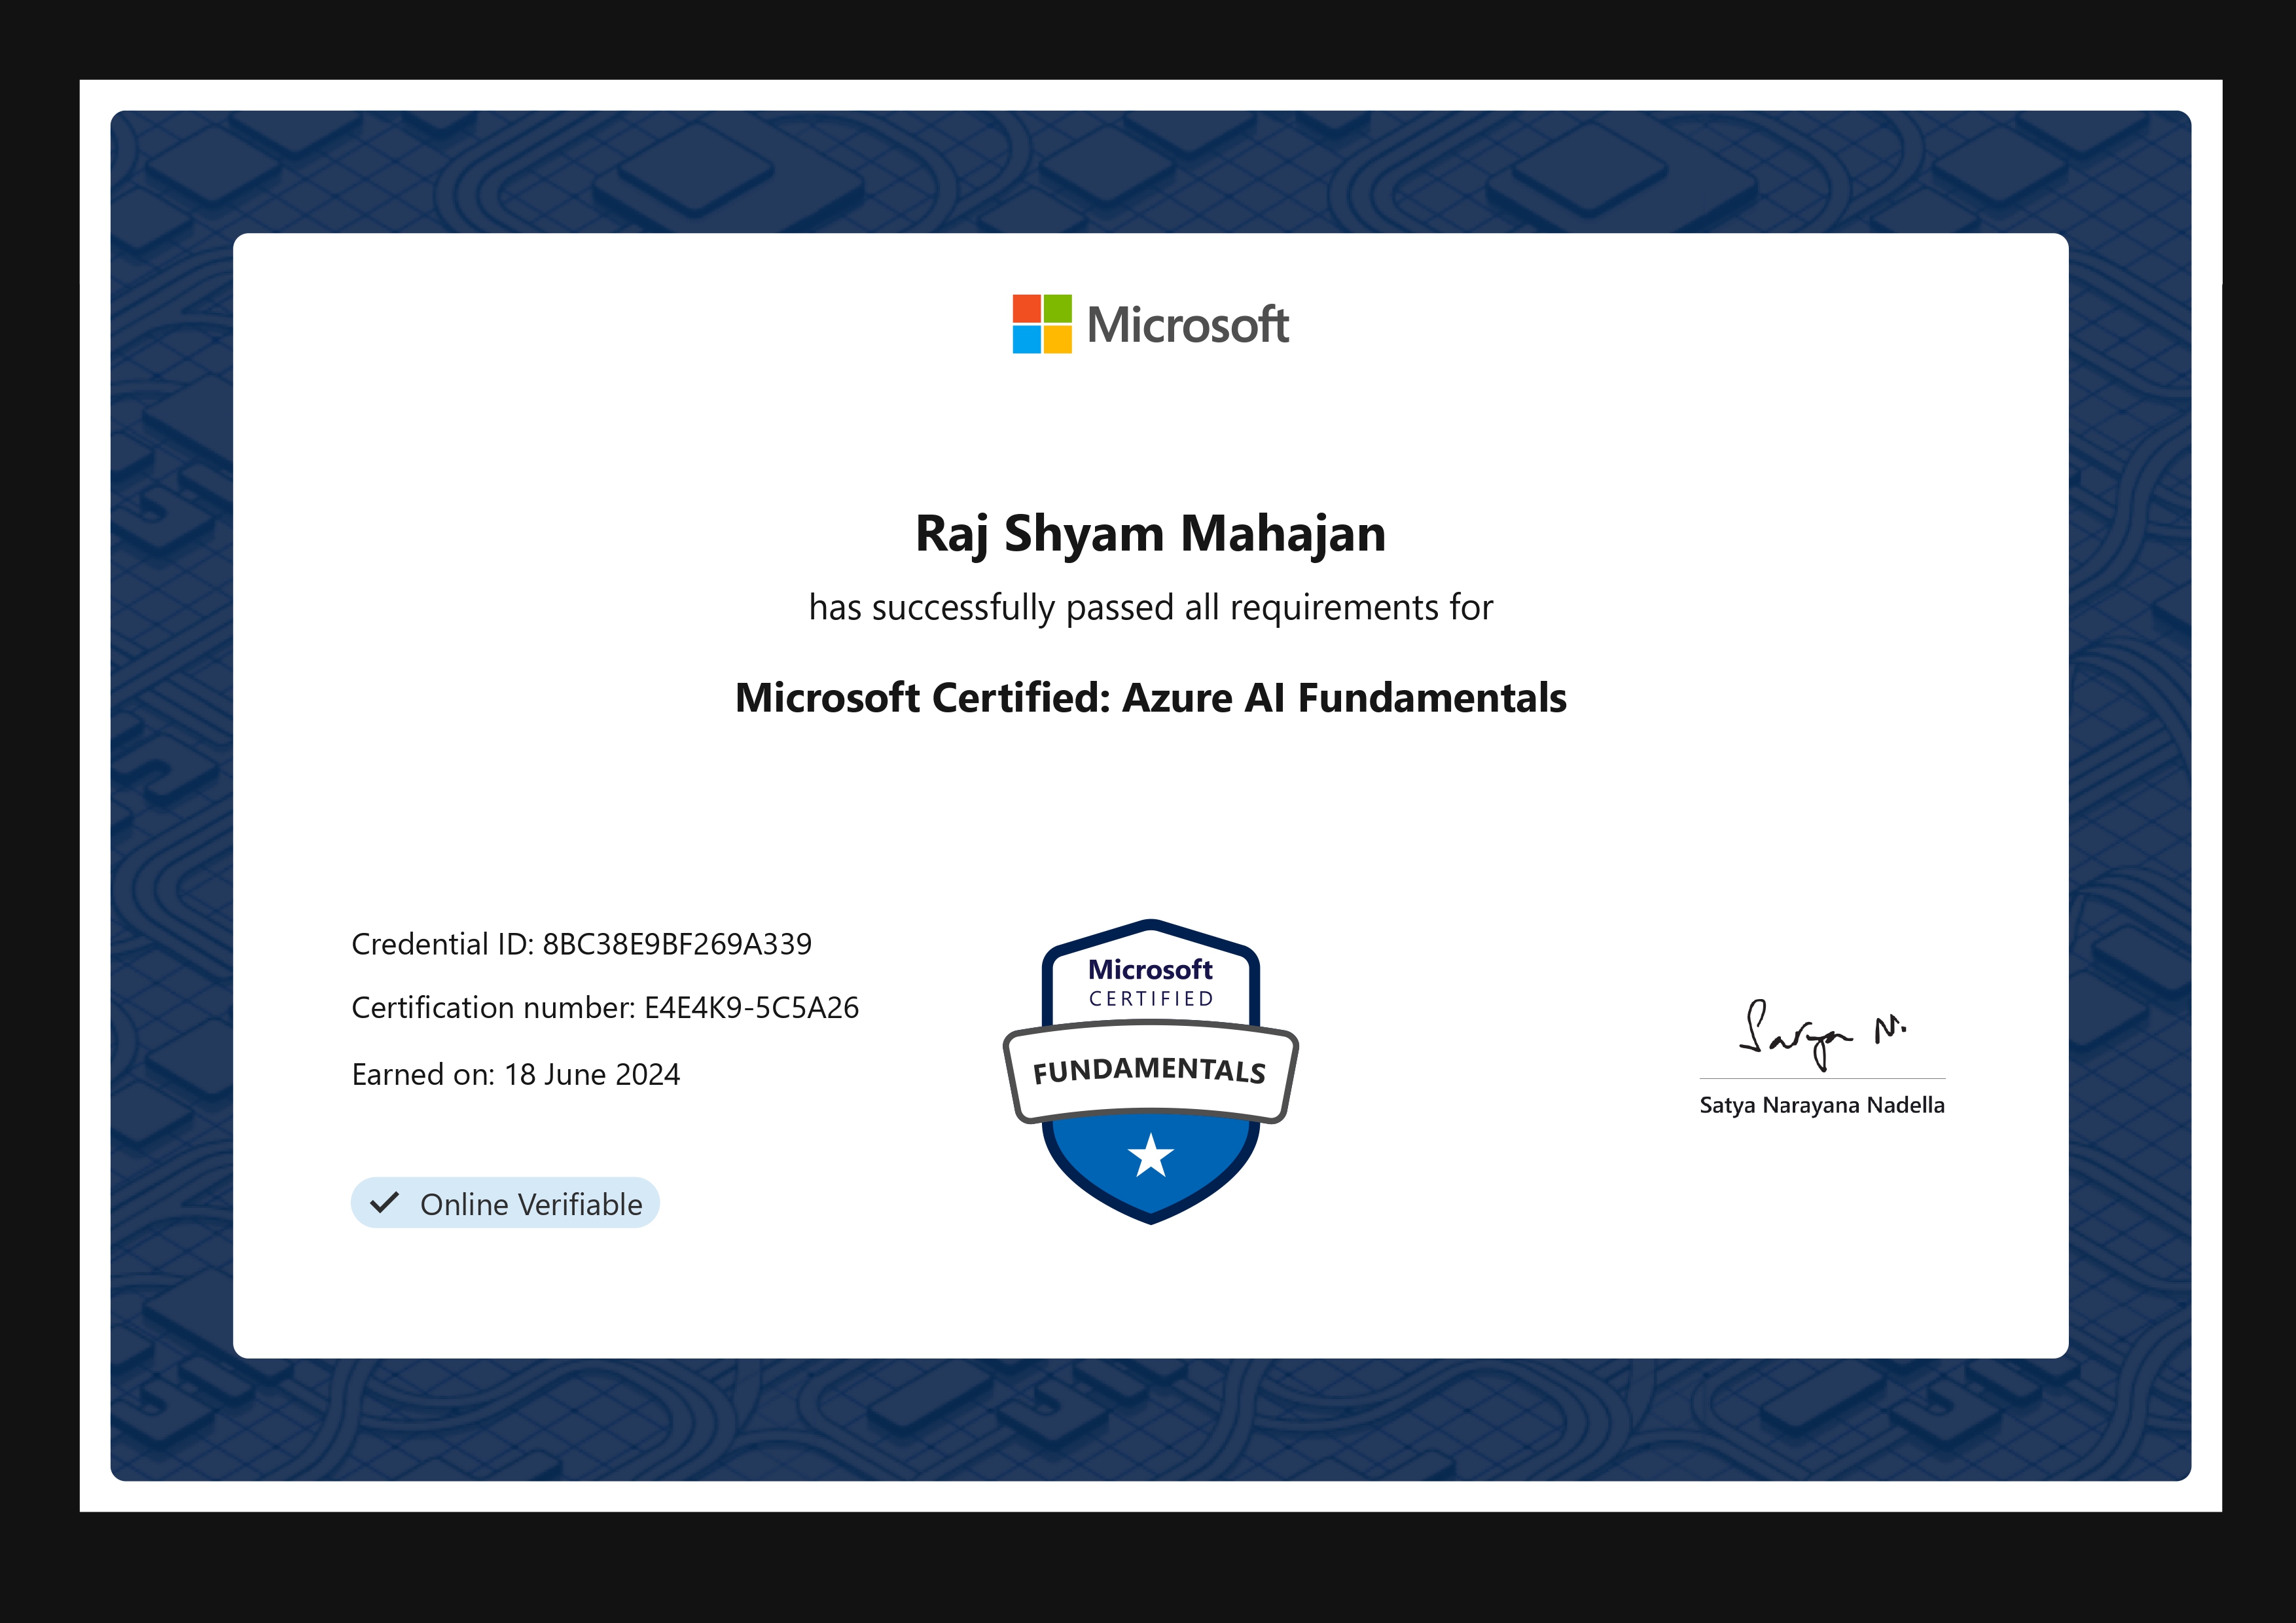 Microsoft
Raj Shyam Mahajan
has successfully passed all requirements for
Microsoft Certified: Azure AI Fundamentals
Credential ID: 8BC38E9BF269A339
Certification number: E4E4K9-5C5A26
Earned on: 18 June 2024
Online Verifiable
Microsoft
CERTIFIED
FUNDAMENTALS
Satya N.
Satya Narayana Nadella